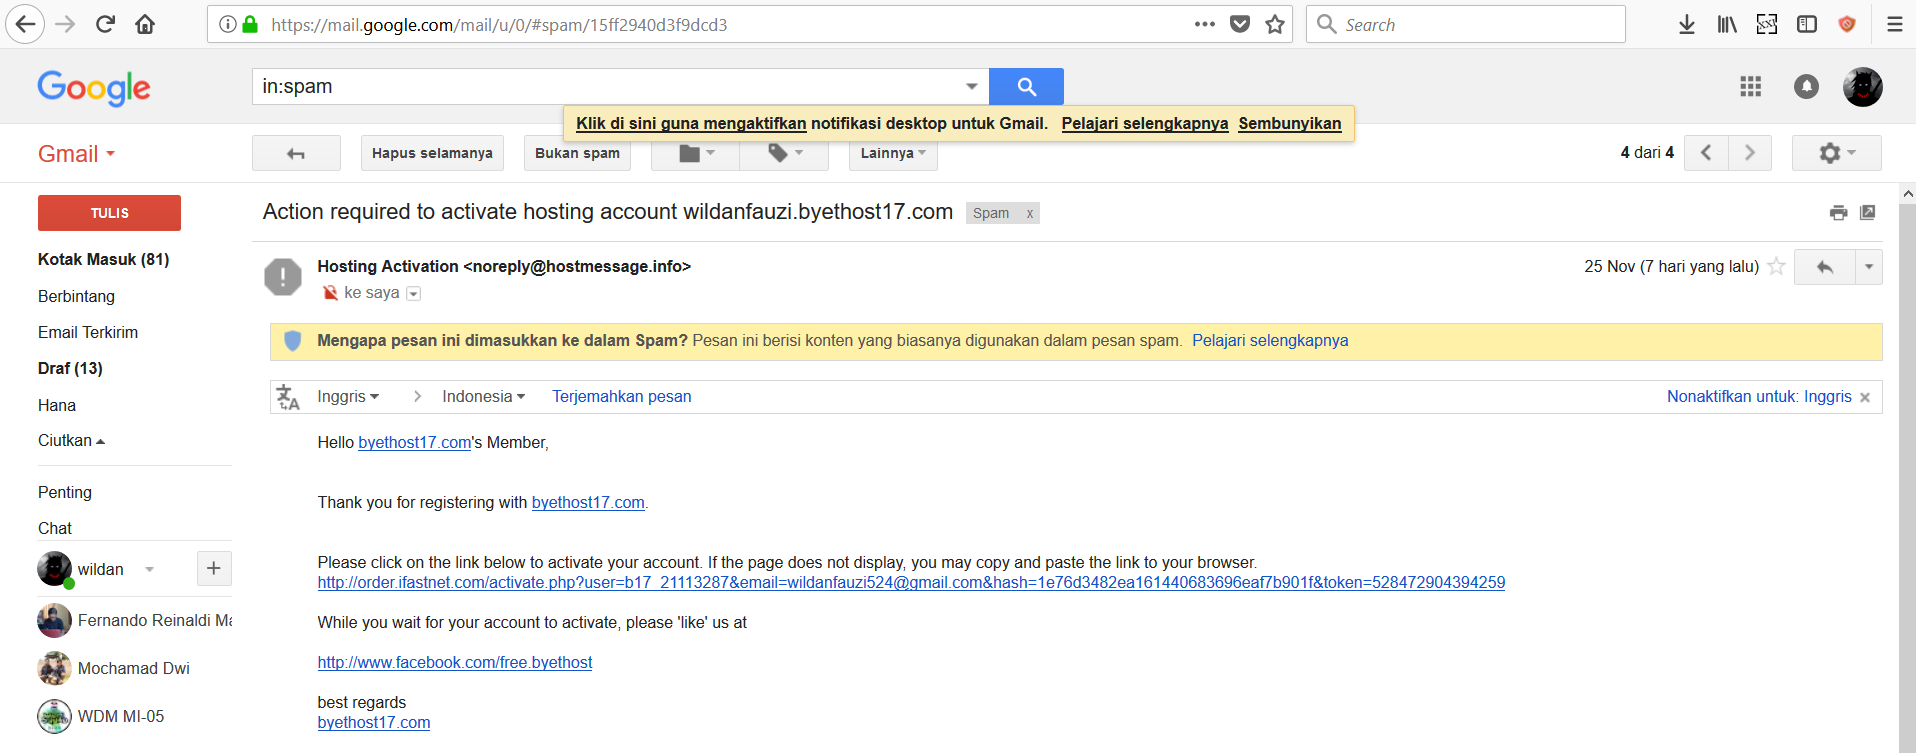 https://mail.google.com/mail/u/0/#spam/15ff2940d3f9dcd3
Search
Google
in:spam
Klik di sini guna mengaktifkan notifikasi desktop untuk Gmail. Pelajari selengkapnya Sembunyikan
Gmail
Hapus selamanya
Bukan spam
Lainnya
4 dari 4
TULIS
Kotak Masuk (81)
Berbintang
Email Terkirim
Draf (13)
Hana
Ciutkan
Penting
Chat
wildan
Fernando Reinaldi
Mochamad Dwi
WDM MI-05
Action required to activate hosting account wildanfauzi.byethost17.com Spam x
Hosting Activation <noreply@hostmessage.info>
25 Nov (7 hari yang lalu)
ke saya
Mengapa pesan ini dimasukkan ke dalam Spam? Pesan ini berisi konten yang biasanya digunakan dalam pesan spam. Pelajari selengkapnya
Inggris > Indonesia Terjemahkan pesan
Nonaktifkan untuk: Inggris ×
Hello byethost17.com's Member,
Thank you for registering with byethost17.com.
Please click on the link below to activate your account. If the page does not display, you may copy and paste the link to your browser.
http://order.ifastnet.com/activate.php?user=b17_21113287&email=wildanfauzi524@gmail.com&hash=1e76d3482ea161440683696eaf7b901f&token=528472904394259
While you wait for your account to activate, please 'like' us at
http://www.facebook.com/free.byethost
best regards
byethost17.com